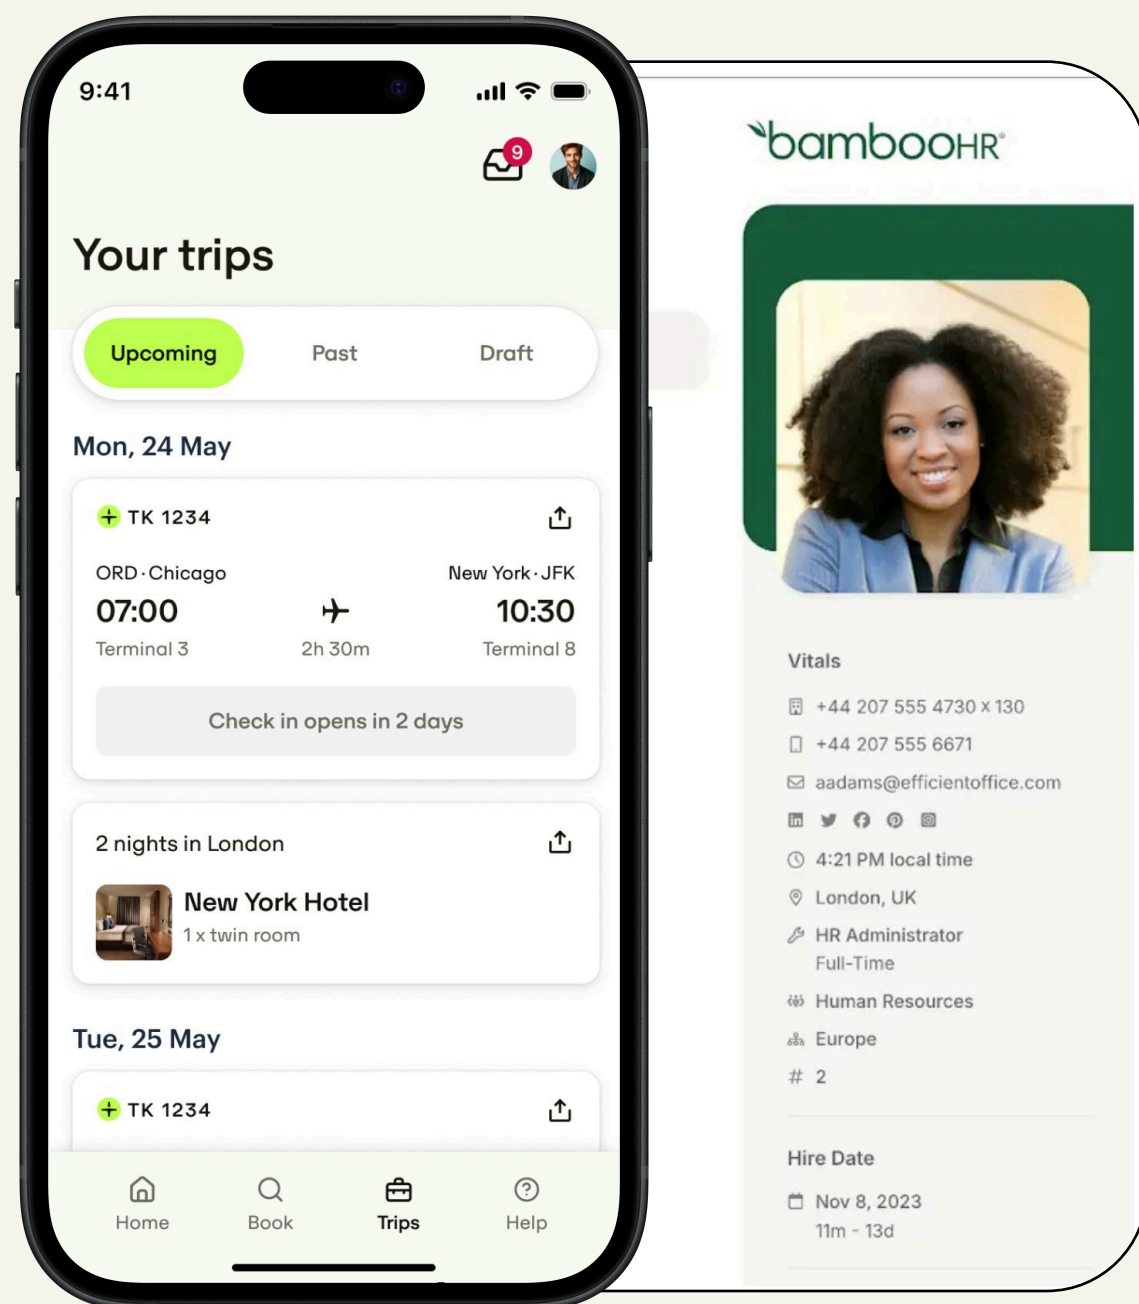 9:41
9
Your trips
Upcoming
Past
Draft
Mon, 24 May
TK 1234
ORD · Chicago
New York · JFK
07:00
10:30
Terminal 3
2h 30m
Terminal 8
Check in opens in 2 days
2 nights in London
New York Hotel
1 x twin room
Tue, 25 May
TK 1234
Home
Book
Trips
Help
bambooHR®
Vitals
+44 207 555 4730 x 130
+44 207 555 6671
aadams@efficientoffice.com
4:21 PM local time
London, UK
HR Administrator
Full-Time
Human Resources
Europe
# 2
Hire Date
Nov 8, 2023
11m - 13d